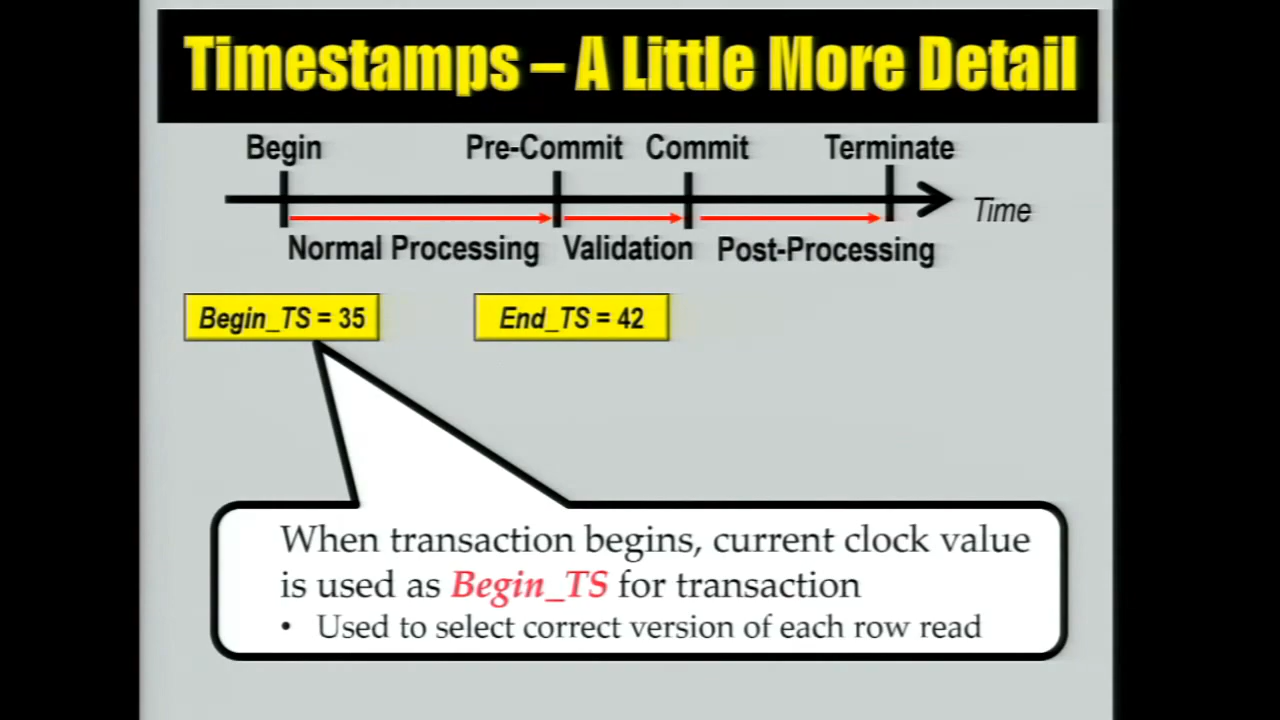 Timestamps – A Little More Detail
Begin Pre-Commit Commit Terminate
Time
Normal Processing Validation Post-Processing
Begin_TS = 35 End_TS = 42
When transaction begins, current clock value
is used as Begin_TS for transaction
• Used to select correct version of each row read